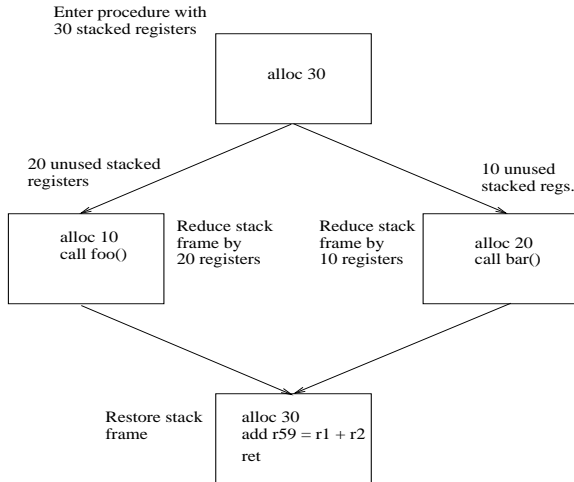 Enter procedure with
30 stacked registers
alloc 30
20 unused stacked
registers
10 unused
stacked regs.
alloc 10
call foo()
Reduce stack
frame by
20 registers
Reduce stack
frame by
10 registers
alloc 20
call bar()
Restore stack
frame
alloc 30
add r59 = r1 + r2
ret